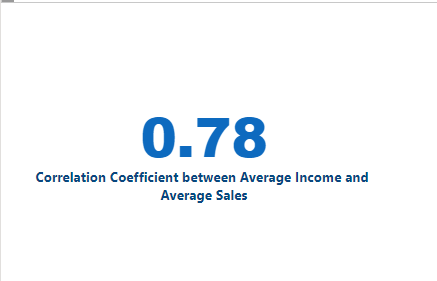 0.78
Correlation Coefficient between Average Income and
Average Sales